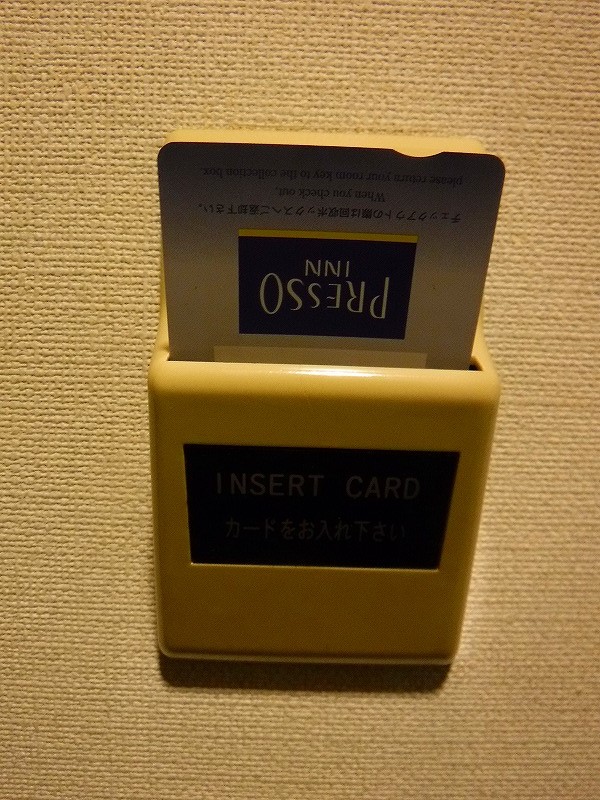 PRESSO
INN
チェックアウトの際は回収ボックスへご返却下さい。
When you check out,
please return your room key to the collection box.
INSERT CARD
カードをお入れ下さい